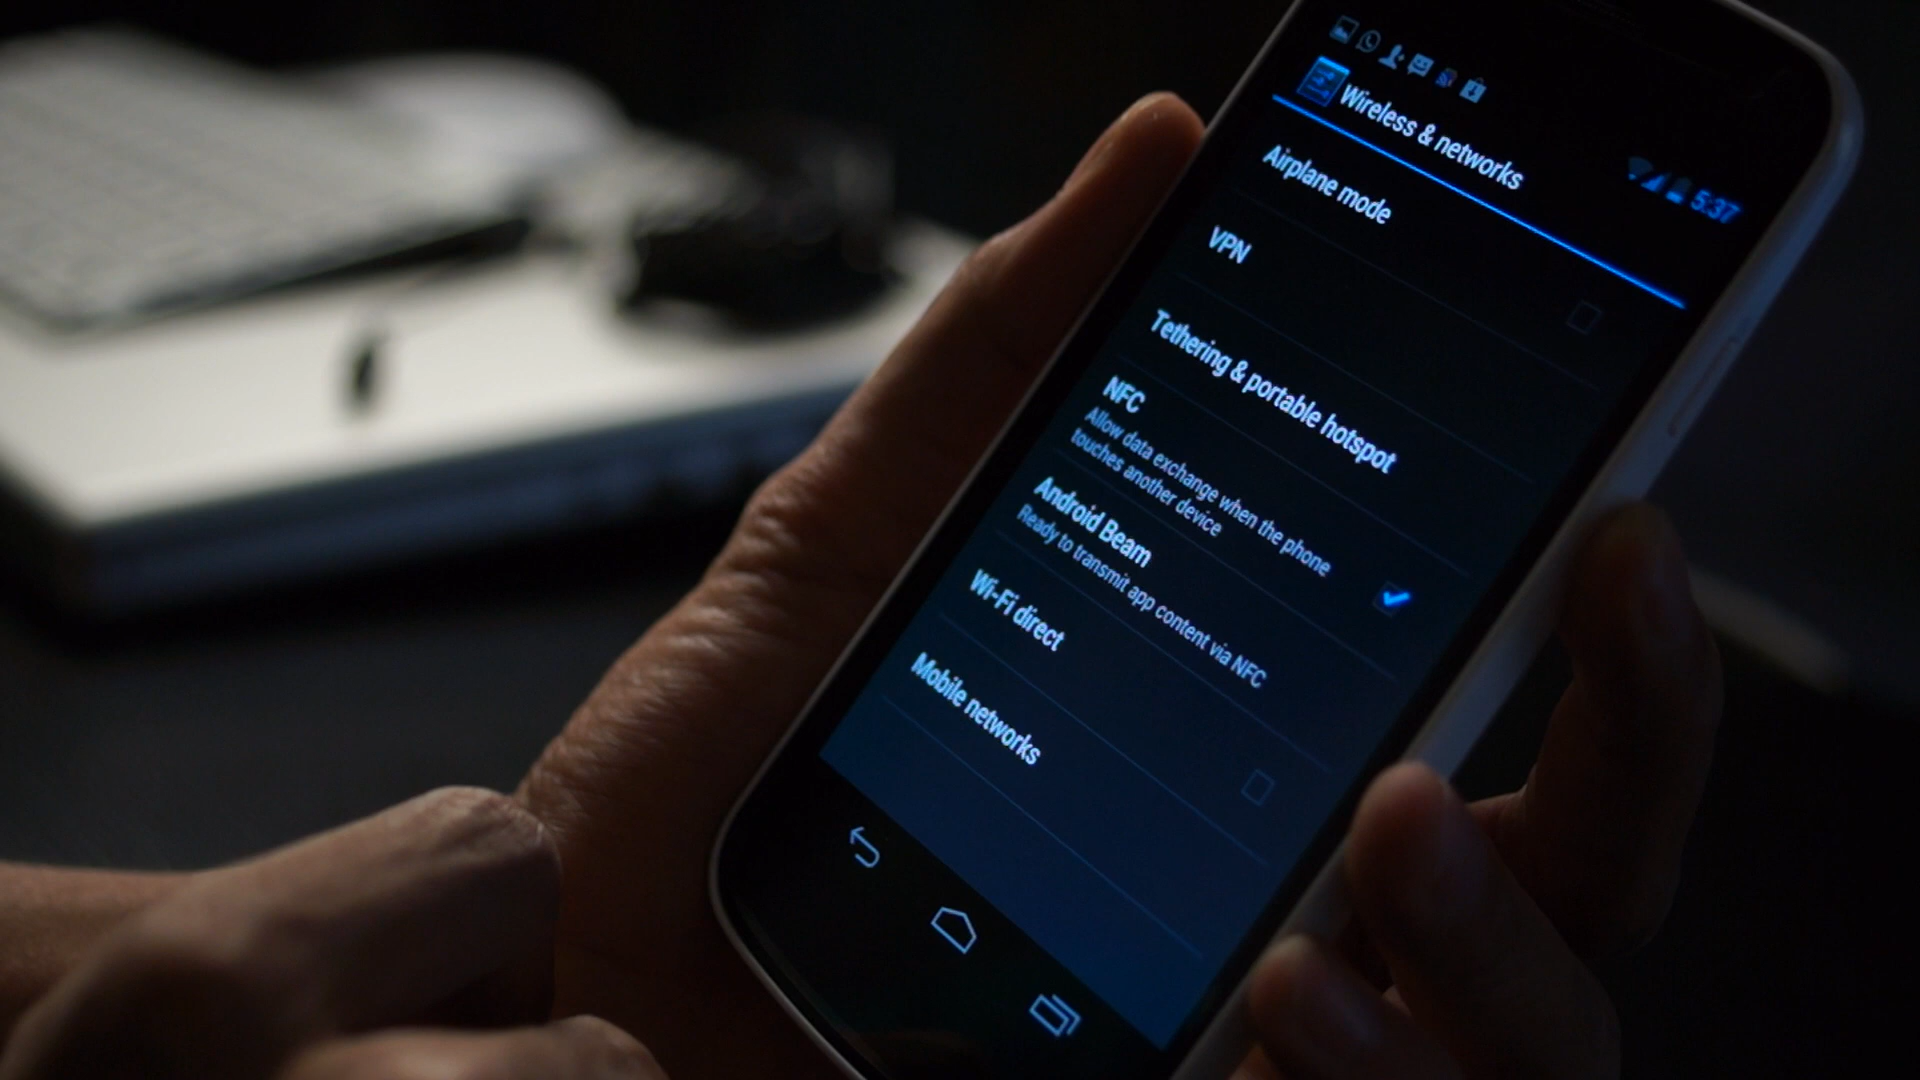 Wireless & networks
5:37
Airplane mode
VPN
Tethering & portable hotspot
NFC
Allow data exchange when the phone
touches another device
Android Beam
Ready to transmit app content via NFC
Wi-Fi direct
Mobile networks